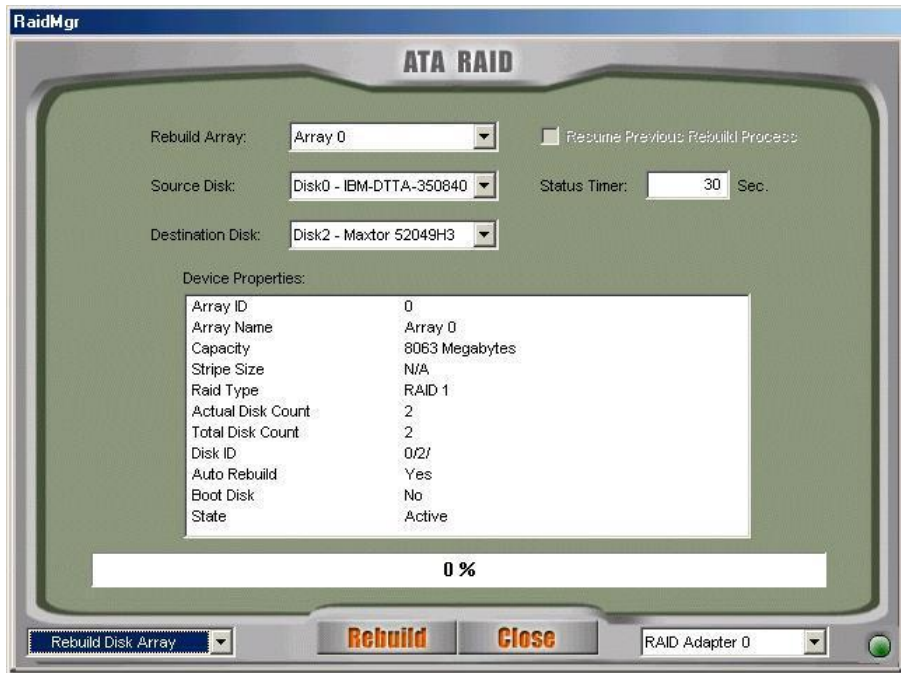 RaidMgr
ATA RAID
Rebuild Array: Array 0 Resume Previous Rebuild Process
Source Disk: Disk0 - IBM-DTTA-350840 Status Timer: 30 Sec.
Destination Disk: Disk2 - Maxtor 52049H3
Device Properties:
Array ID 0
Array Name Array 0
Capacity 8063 Megabytes
Stripe Size N/A
Raid Type RAID 1
Actual Disk Count 2
Total Disk Count 2
Disk ID 0/2/
Auto Rebuild Yes
Boot Disk No
State Active
0 %
Rebuild Disk Array Rebuild Close RAID Adapter 0